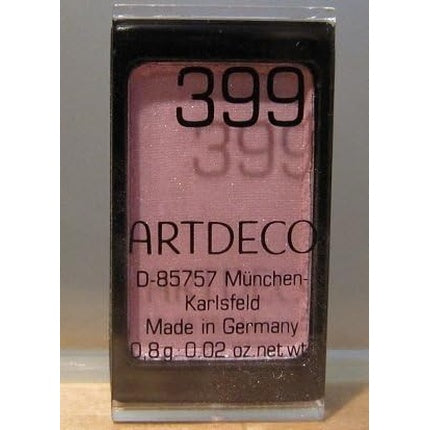 399
ARTDECO
D-85757 München-
Karlsfeld
Made in Germany
0,8 g 0.02 oz.net wt.